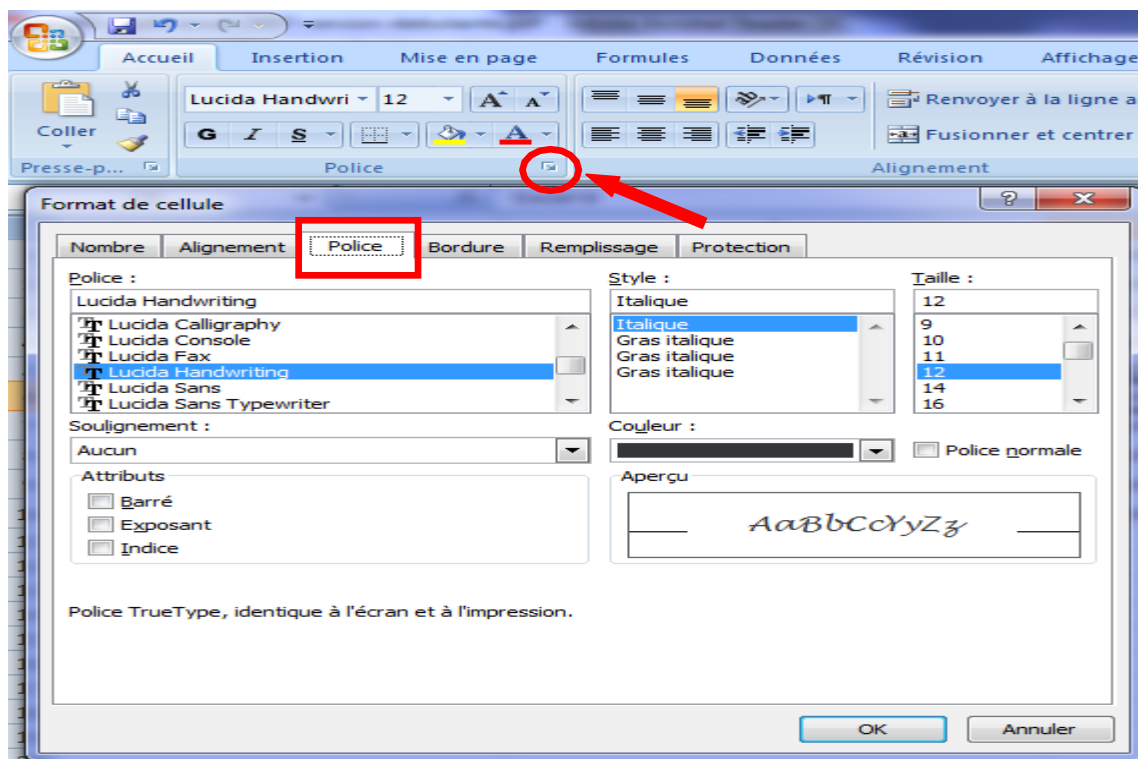 Accueil Insertion Mise en page Formules Données Révision Affichage
Lucida Handwri 12 A A Renvoyer à la ligne a
Coller G I S A Fusionner et centrer
Presse-p... Police Alignement
Format de cellule
Nombre Alignement Police Bordure Remplissage Protection
Police : Style : Taille :
Lucida Handwriting Italique 12
Lucida Calligraphy Italique 9
Lucida Console Gras italique 10
Lucida Fax Gras italique 11
Lucida Handwriting Gras italique 12
Lucida Sans 14
Lucida Sans Typewriter 16
Soulignement : Couleur :
Aucun Police normale
Attributs Aperçu
Barré
Exposant AaBbCcYyZz
Indice
Police TrueType, identique à l'écran et à l'impression.
OK Annuler